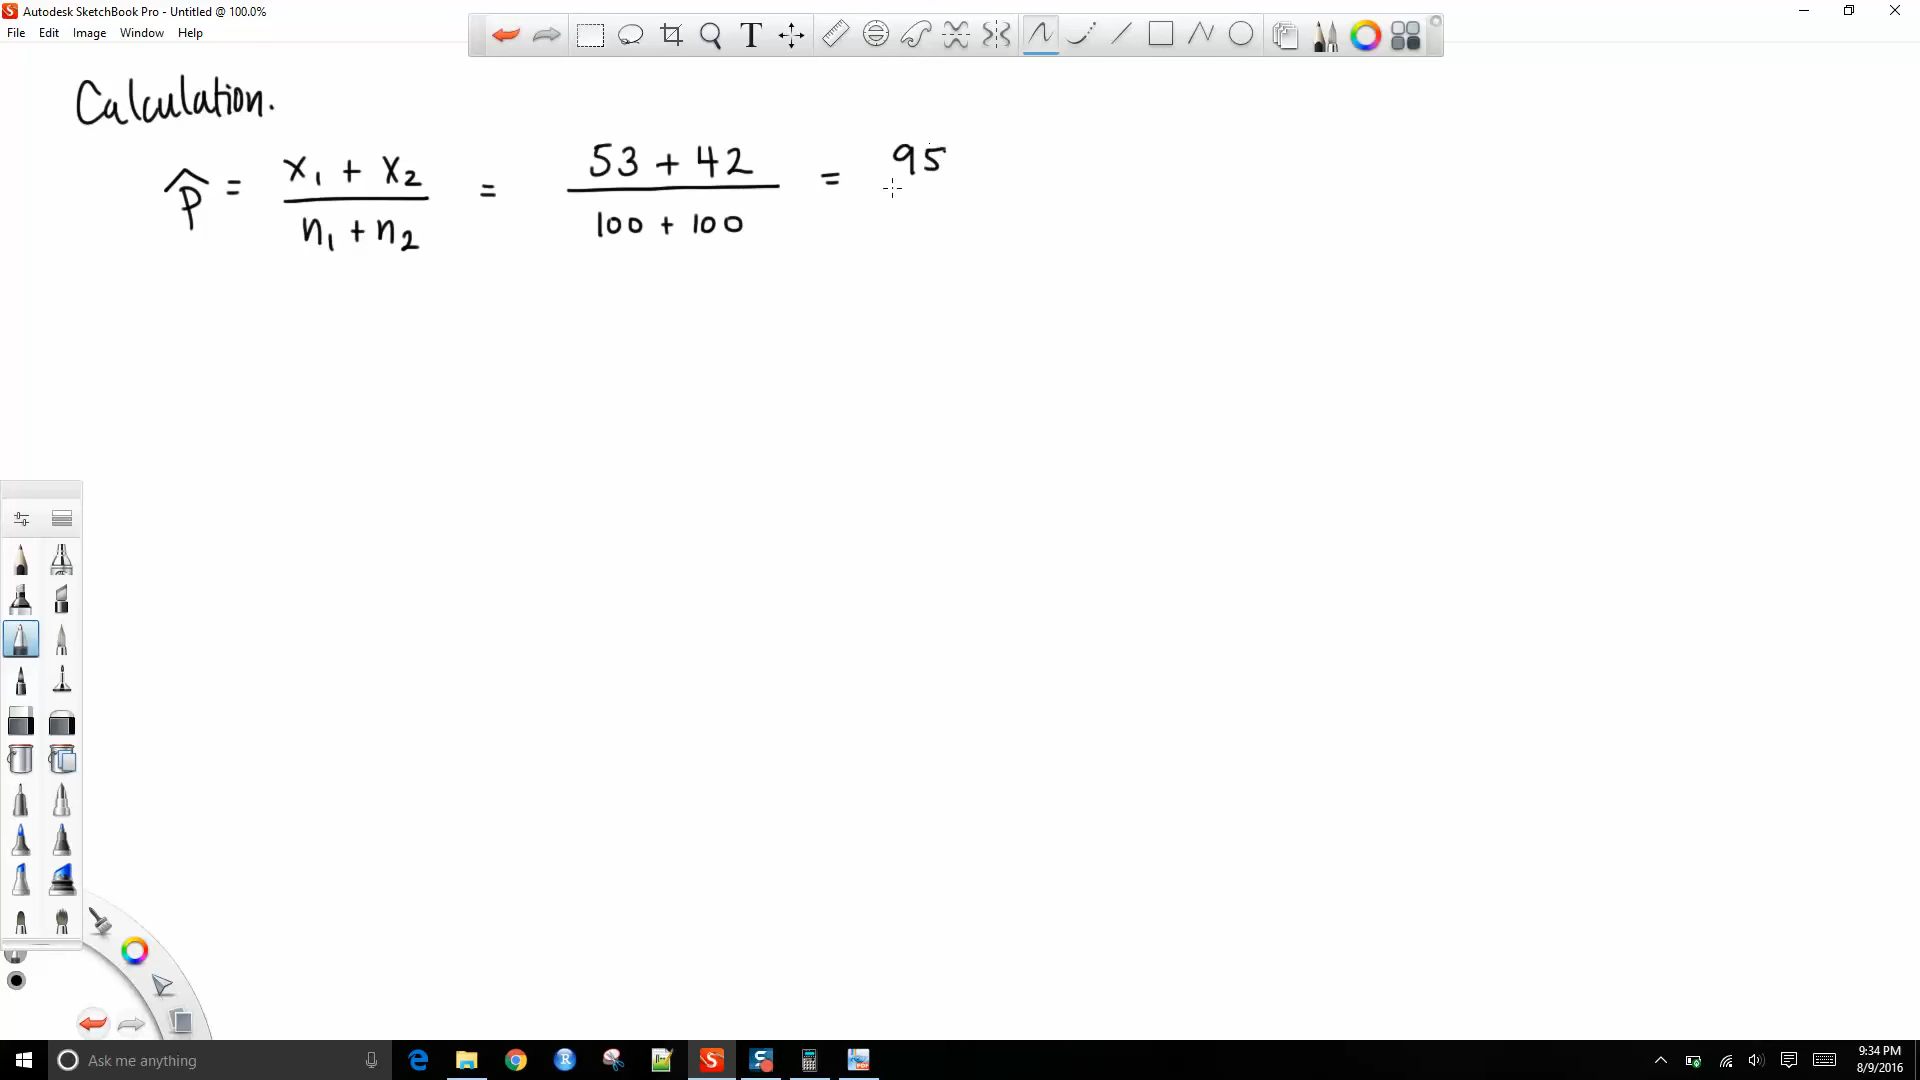 Autodesk SketchBook Pro - Untitled @ 100.0%
File Edit Image Window Help
T
Calculation.
p̂ = (x₁ + x₂)/(n₁ + n₂) = (53 + 42)/(100 + 100) = 95
Ask me anything
9:34 PM
8/9/2016